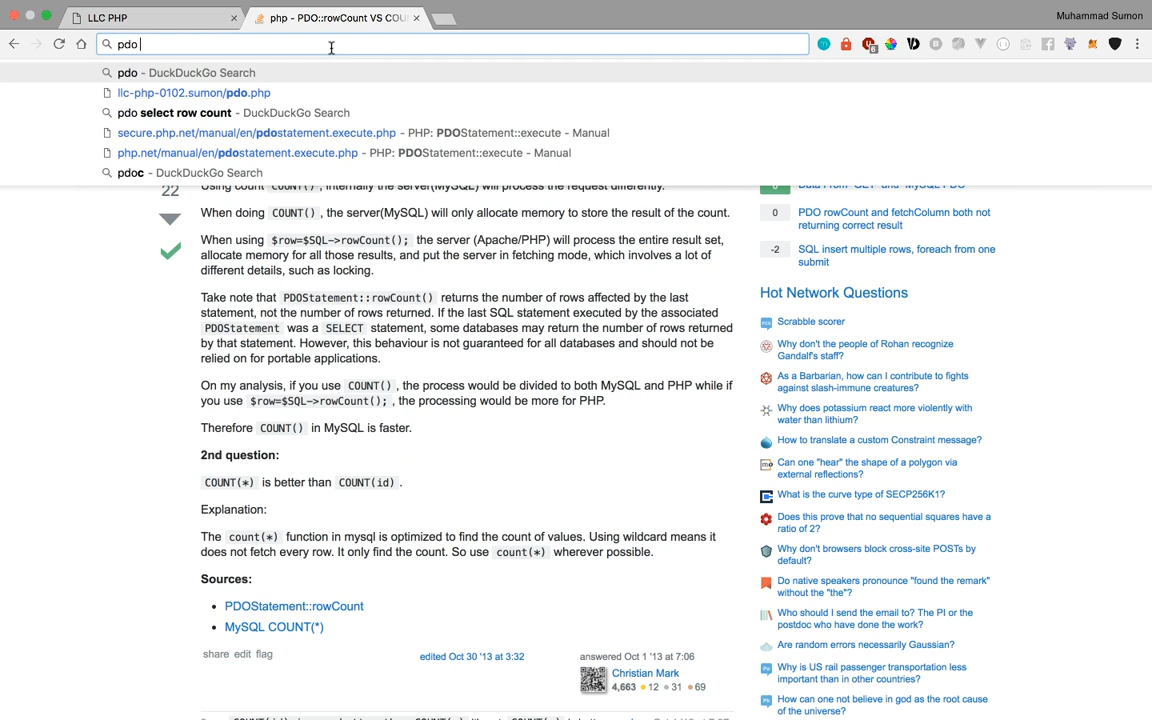 LLC PHP
php - PDO::rowCount VS COU
Muhammad Sumon
pdo
6
pdo - DuckDuckGo Search
llc-php-0102.sumon/pdo.php
pdo select row count - DuckDuckGo Search
secure.php.net/manual/en/pdostatement.execute.php - PHP: PDOStatement::execute - Manual
php.net/manual/en/pdostatement.execute.php - PHP: PDOStatement::execute - Manual
pdoc - DuckDuckGo Search
22
Using count COUNT(), internally the server(MySQL) will process the request differently.
When doing COUNT(), the server(MySQL) will only allocate memory to store the result of the count.
When using $row=$SQL->rowCount(); the server (Apache/PHP) will process the entire result set,
allocate memory for all those results, and put the server in fetching mode, which involves a lot of
different details, such as locking.
Take note that PDOStatement::rowCount() returns the number of rows affected by the last
statement, not the number of rows returned. If the last SQL statement executed by the associated
PDOStatement was a SELECT statement, some databases may return the number of rows returned
by that statement. However, this behaviour is not guaranteed for all databases and should not be
relied on for portable applications.
On my analysis, if you use COUNT(), the process would be divided to both MySQL and PHP while if
you use $row=$SQL->rowCount();, the processing would be more for PHP.
Therefore COUNT() in MySQL is faster.
2nd question:
COUNT(*) is better than COUNT(id).
Explanation:
The count(*) function in mysql is optimized to find the count of values. Using wildcard means it
does not fetch every row. It only find the count. So use count(*) wherever possible.
Sources:
• PDOStatement::rowCount
• MySQL COUNT(*)
share edit flag
edited Oct 30 '13 at 3:32
answered Oct 1 '13 at 7:06
Christian Mark
4,663 12 31 69
Data From "GET" and "MySQL PDO"
0
PDO rowCount and fetchColumn both not
returning correct result
-2
SQL insert multiple rows, foreach from one
submit
Hot Network Questions
Scrabble scorer
Why don't the people of Rohan recognize
Gandalf's staff?
As a Barbarian, how can I contribute to fights
against slash-immune creatures?
Why does potassium react more violently with
water than lithium?
How to translate a custom Constraint message?
Can one "hear" the shape of a polygon via
external reflections?
What is the curve type of SECP256K1?
Does this prove that no sequential squares have a
ratio of 2?
Why don't browsers block cross-site POSTs by
default?
Do native speakers pronounce "found the remark"
without the "the"?
Who should I send the email to? The PI or the
postdoc who have done the work?
Are random errors necessarily Gaussian?
Why is US rail passenger transportation less
important than in other countries?
How can one not believe in god as the root cause
of the universe?